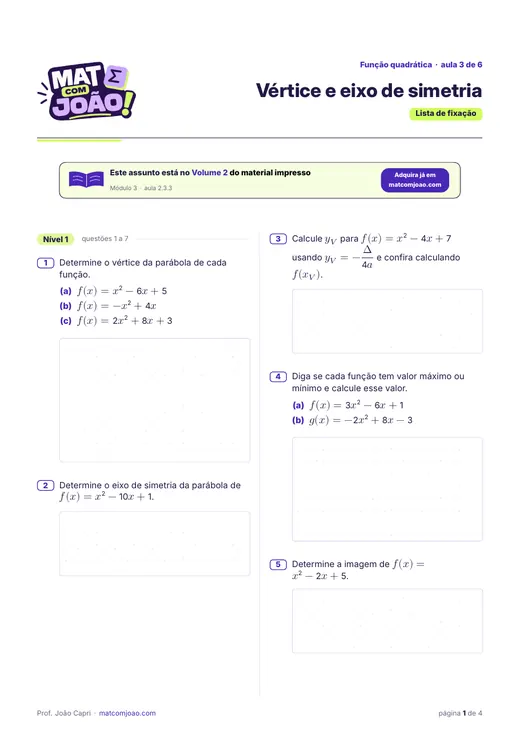 MAT
COM
JOÃO!
Função quadrática · aula 3 de 6
Vértice e eixo de simetria
Lista de fixação
Este assunto está no Volume 2 do material impresso
Módulo 3 · aula 2.3.3
Adquira já em
matcomjoao.com
Nível 1 questões 1 a 7
1 Determine o vértice da parábola de cada
função.
(a) f(x) = x² − 6x + 5
(b) f(x) = −x² + 4x
(c) f(x) = 2x² + 8x + 3
2 Determine o eixo de simetria da parábola de
f(x) = x² − 10x + 1.
3 Calcule y_V para f(x) = x² − 4x + 7
usando y_V = −Δ/4a e confira calculando
f(x_V).
4 Diga se cada função tem valor máximo ou
mínimo e calcule esse valor.
(a) f(x) = 3x² − 6x + 1
(b) g(x) = −2x² + 8x − 3
5 Determine a imagem de f(x) =
x² − 2x + 5.
Prof. João Capri · matcomjoao.com
página 1 de 4